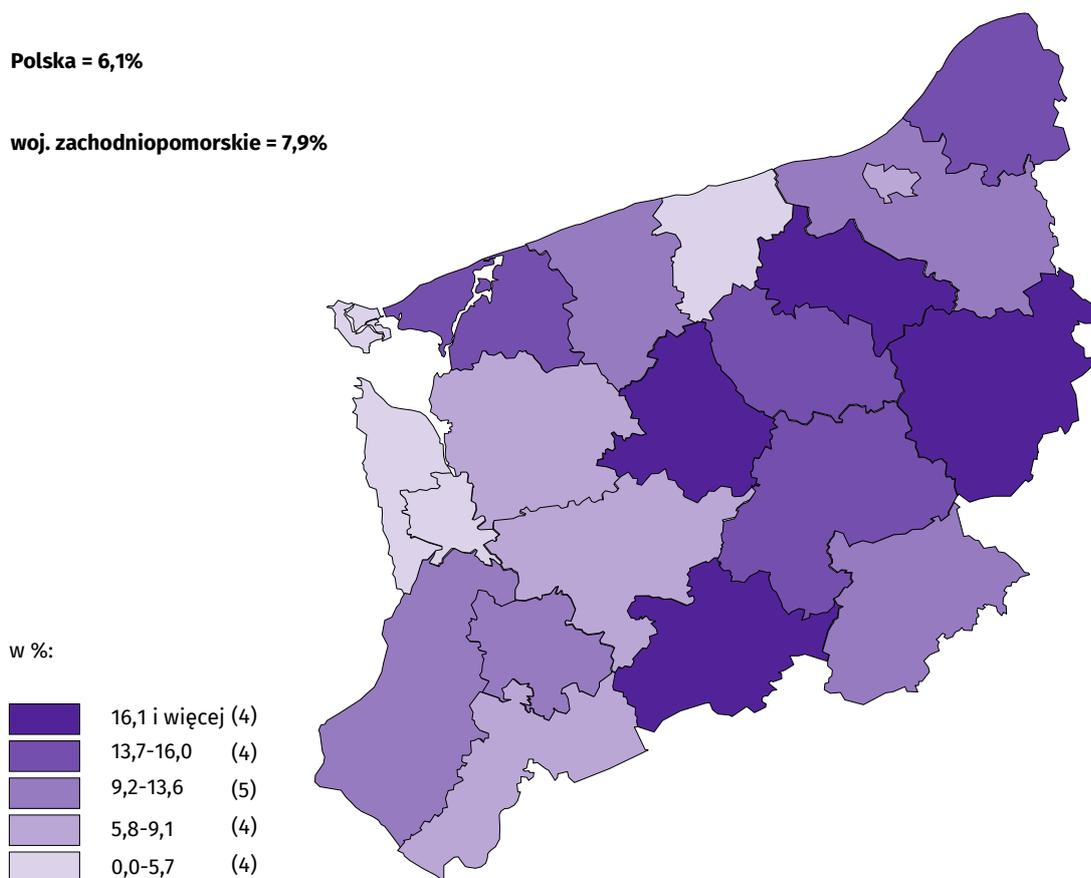 Polska = 6,1%
woj. zachodniopomorskie = 7,9%
w %:
16,1 i więcej (4)
13,7-16,0 (4)
9,2-13,6 (5)
5,8-9,1 (4)
0,0-5,7 (4)